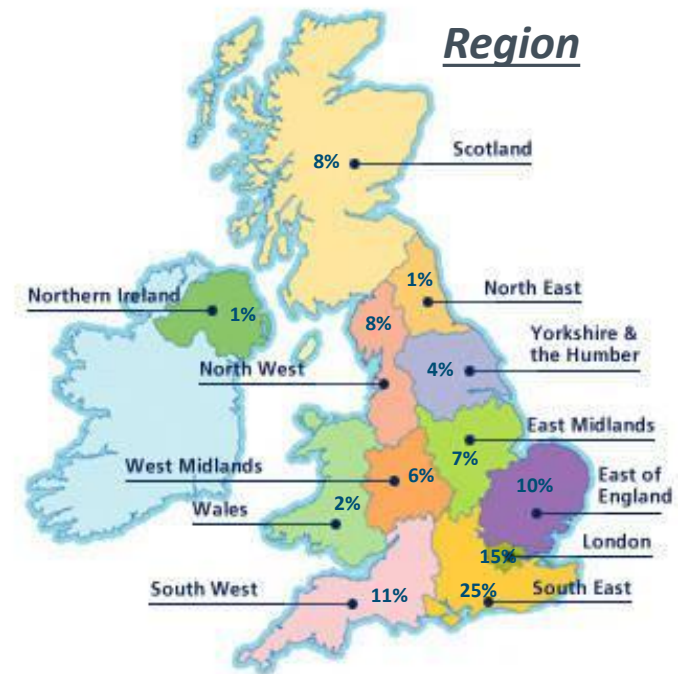 Region
8%
Scotland
1%
North East
Northern Ireland
1%
8%
Yorkshire &
the Humber
North West
4%
East Midlands
7%
West Midlands
6%
10%
East of
England
2%
Wales
London
15%
South West
11%
25%
South East